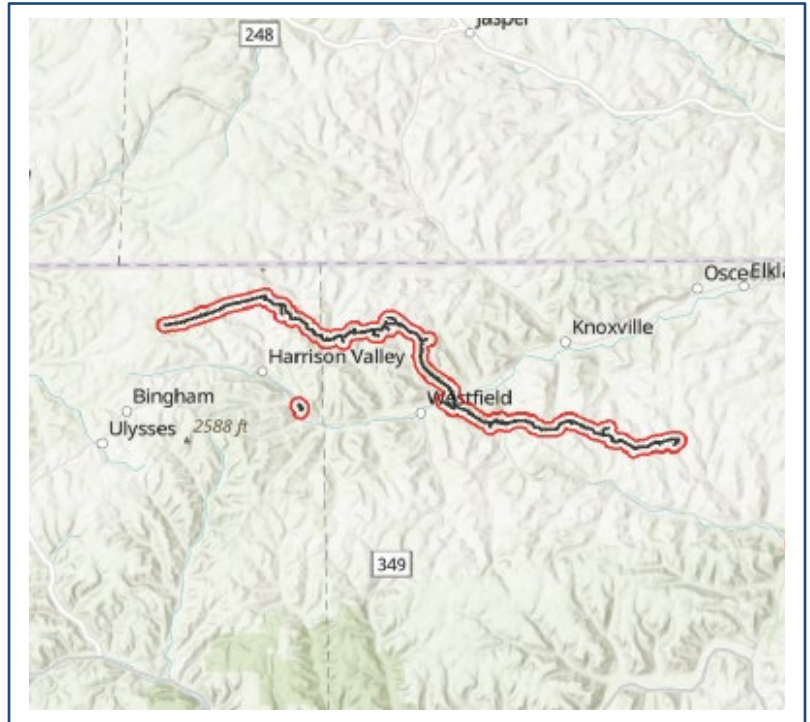 Jasper
248
Osce
Elkla
Knoxville
Harrison Valley
Bingham
Westfield
Ulysses
2588 ft
349